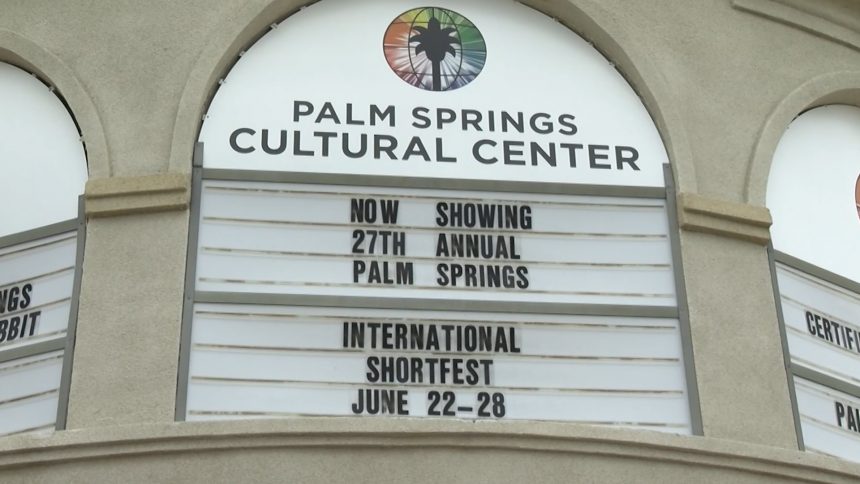 PALM SPRINGS
CULTURAL CENTER
NOW SHOWING
27TH ANNUAL
PALM SPRINGS
INTERNATIONAL
SHORTFEST
JUNE 22-28